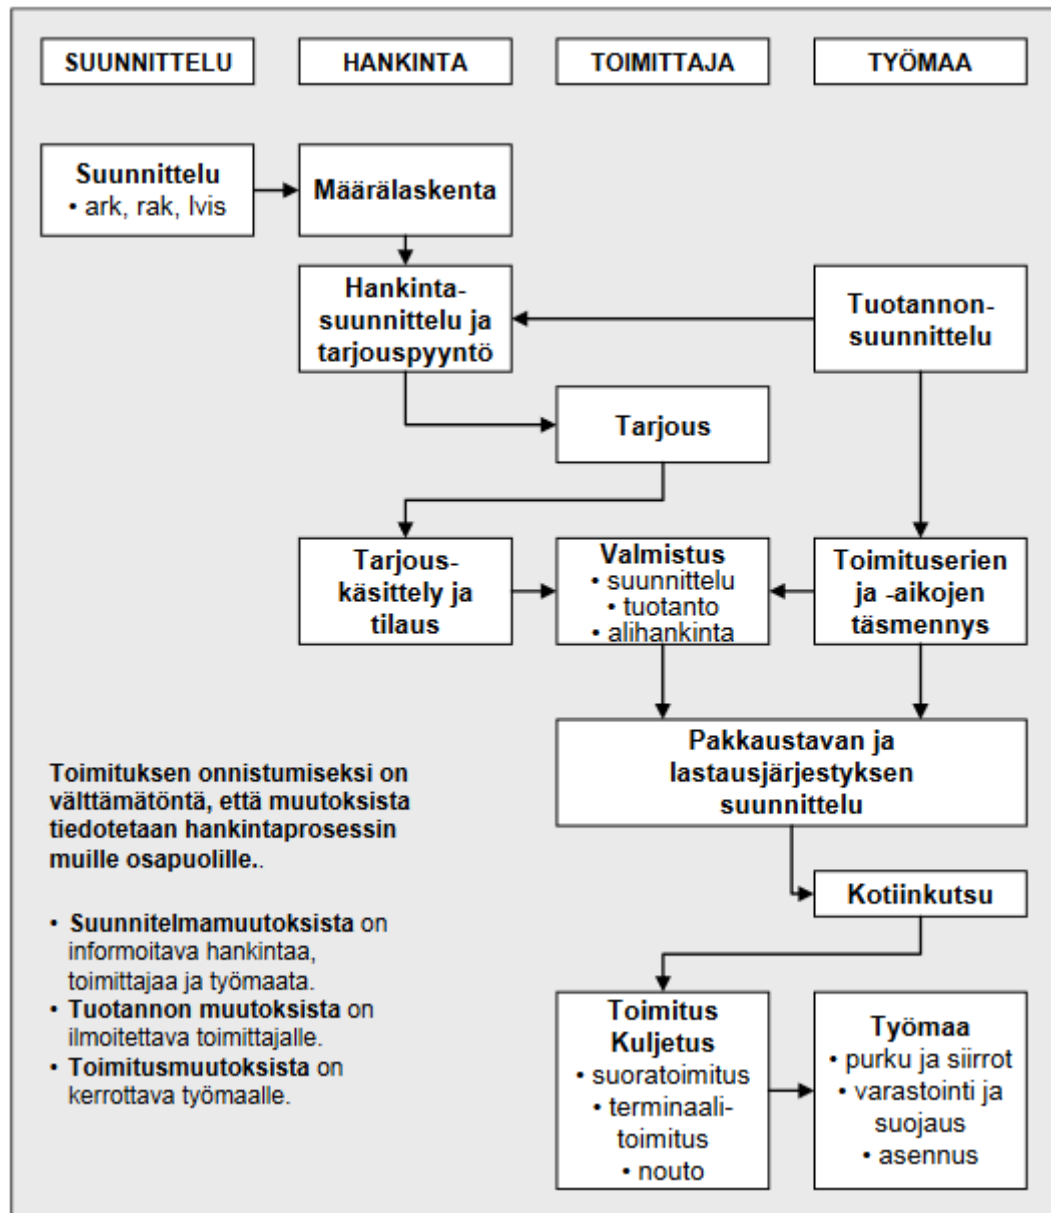 SUUNNITTELU
HANKINTA
TOIMITTAJA
TYÖMAA
Suunnittelu
• ark, rak, lvis
Määrälaskenta
Hankinta-
suunnittelu ja
tarjouspyyntö
Tuotannon-
suunnittelu
Tarjous
Tarjous-
käsittely ja
tilaus
Valmistus
• suunnittelu
• tuotanto
• alihankinta
Toimituserien
ja -aikojen
täsmennys
Pakkaustavan ja
lastausjärjestyksen
suunnittelu
Toimituksen onnistumiseksi on
välttämätöntä, että muutoksista
tiedotetaan hankintaprosessin
muille osapuolille..
Kotiinkutsu
• Suunnitelmamuutoksista on
informoitava hankintaa,
toimittajaa ja työmaata.
• Tuotannon muutoksista on
ilmoitettava toimittajalle.
• Toimitusmuutoksista on
kerrottava työmaalle.
Toimitus
Kuljetus
• suoratoimitus
• terminaali-
toimitus
• nouto
Työmaa
• purku ja siirrot
• varastointi ja
suojaus
• asennus